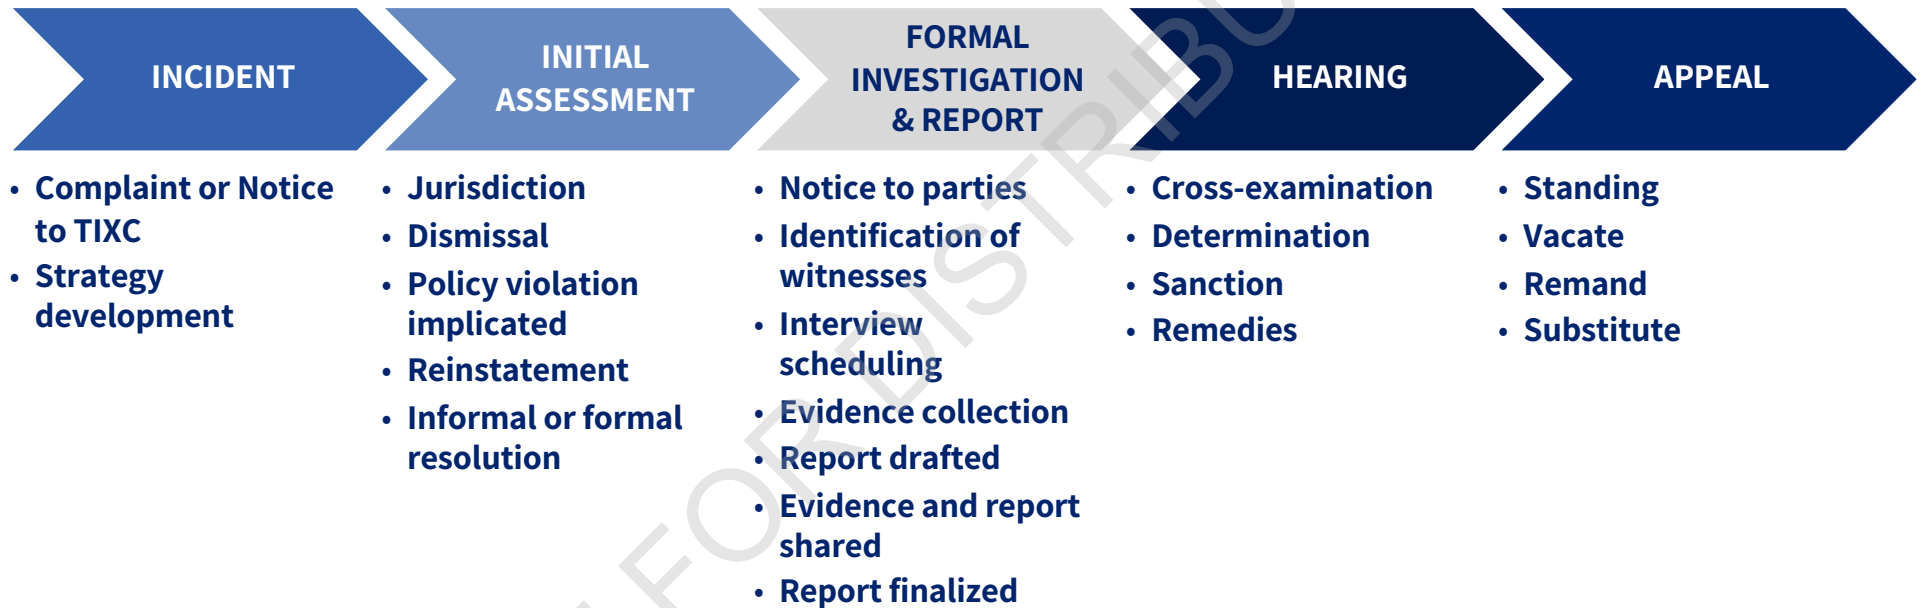 INCIDENT
• Complaint or Notice
to TIXC
• Strategy
development
INITIAL
ASSESSMENT
• Jurisdiction
• Dismissal
• Policy violation
implicated
• Reinstatement
• Informal or formal
resolution
FORMAL
INVESTIGATION
& REPORT
• Notice to parties
• Identification of
witnesses
• Interview
scheduling
• Evidence collection
• Report drafted
• Evidence and report
shared
• Report finalized
HEARING
• Cross-examination
• Determination
• Sanction
• Remedies
APPEAL
• Standing
• Vacate
• Remand
• Substitute
FOR